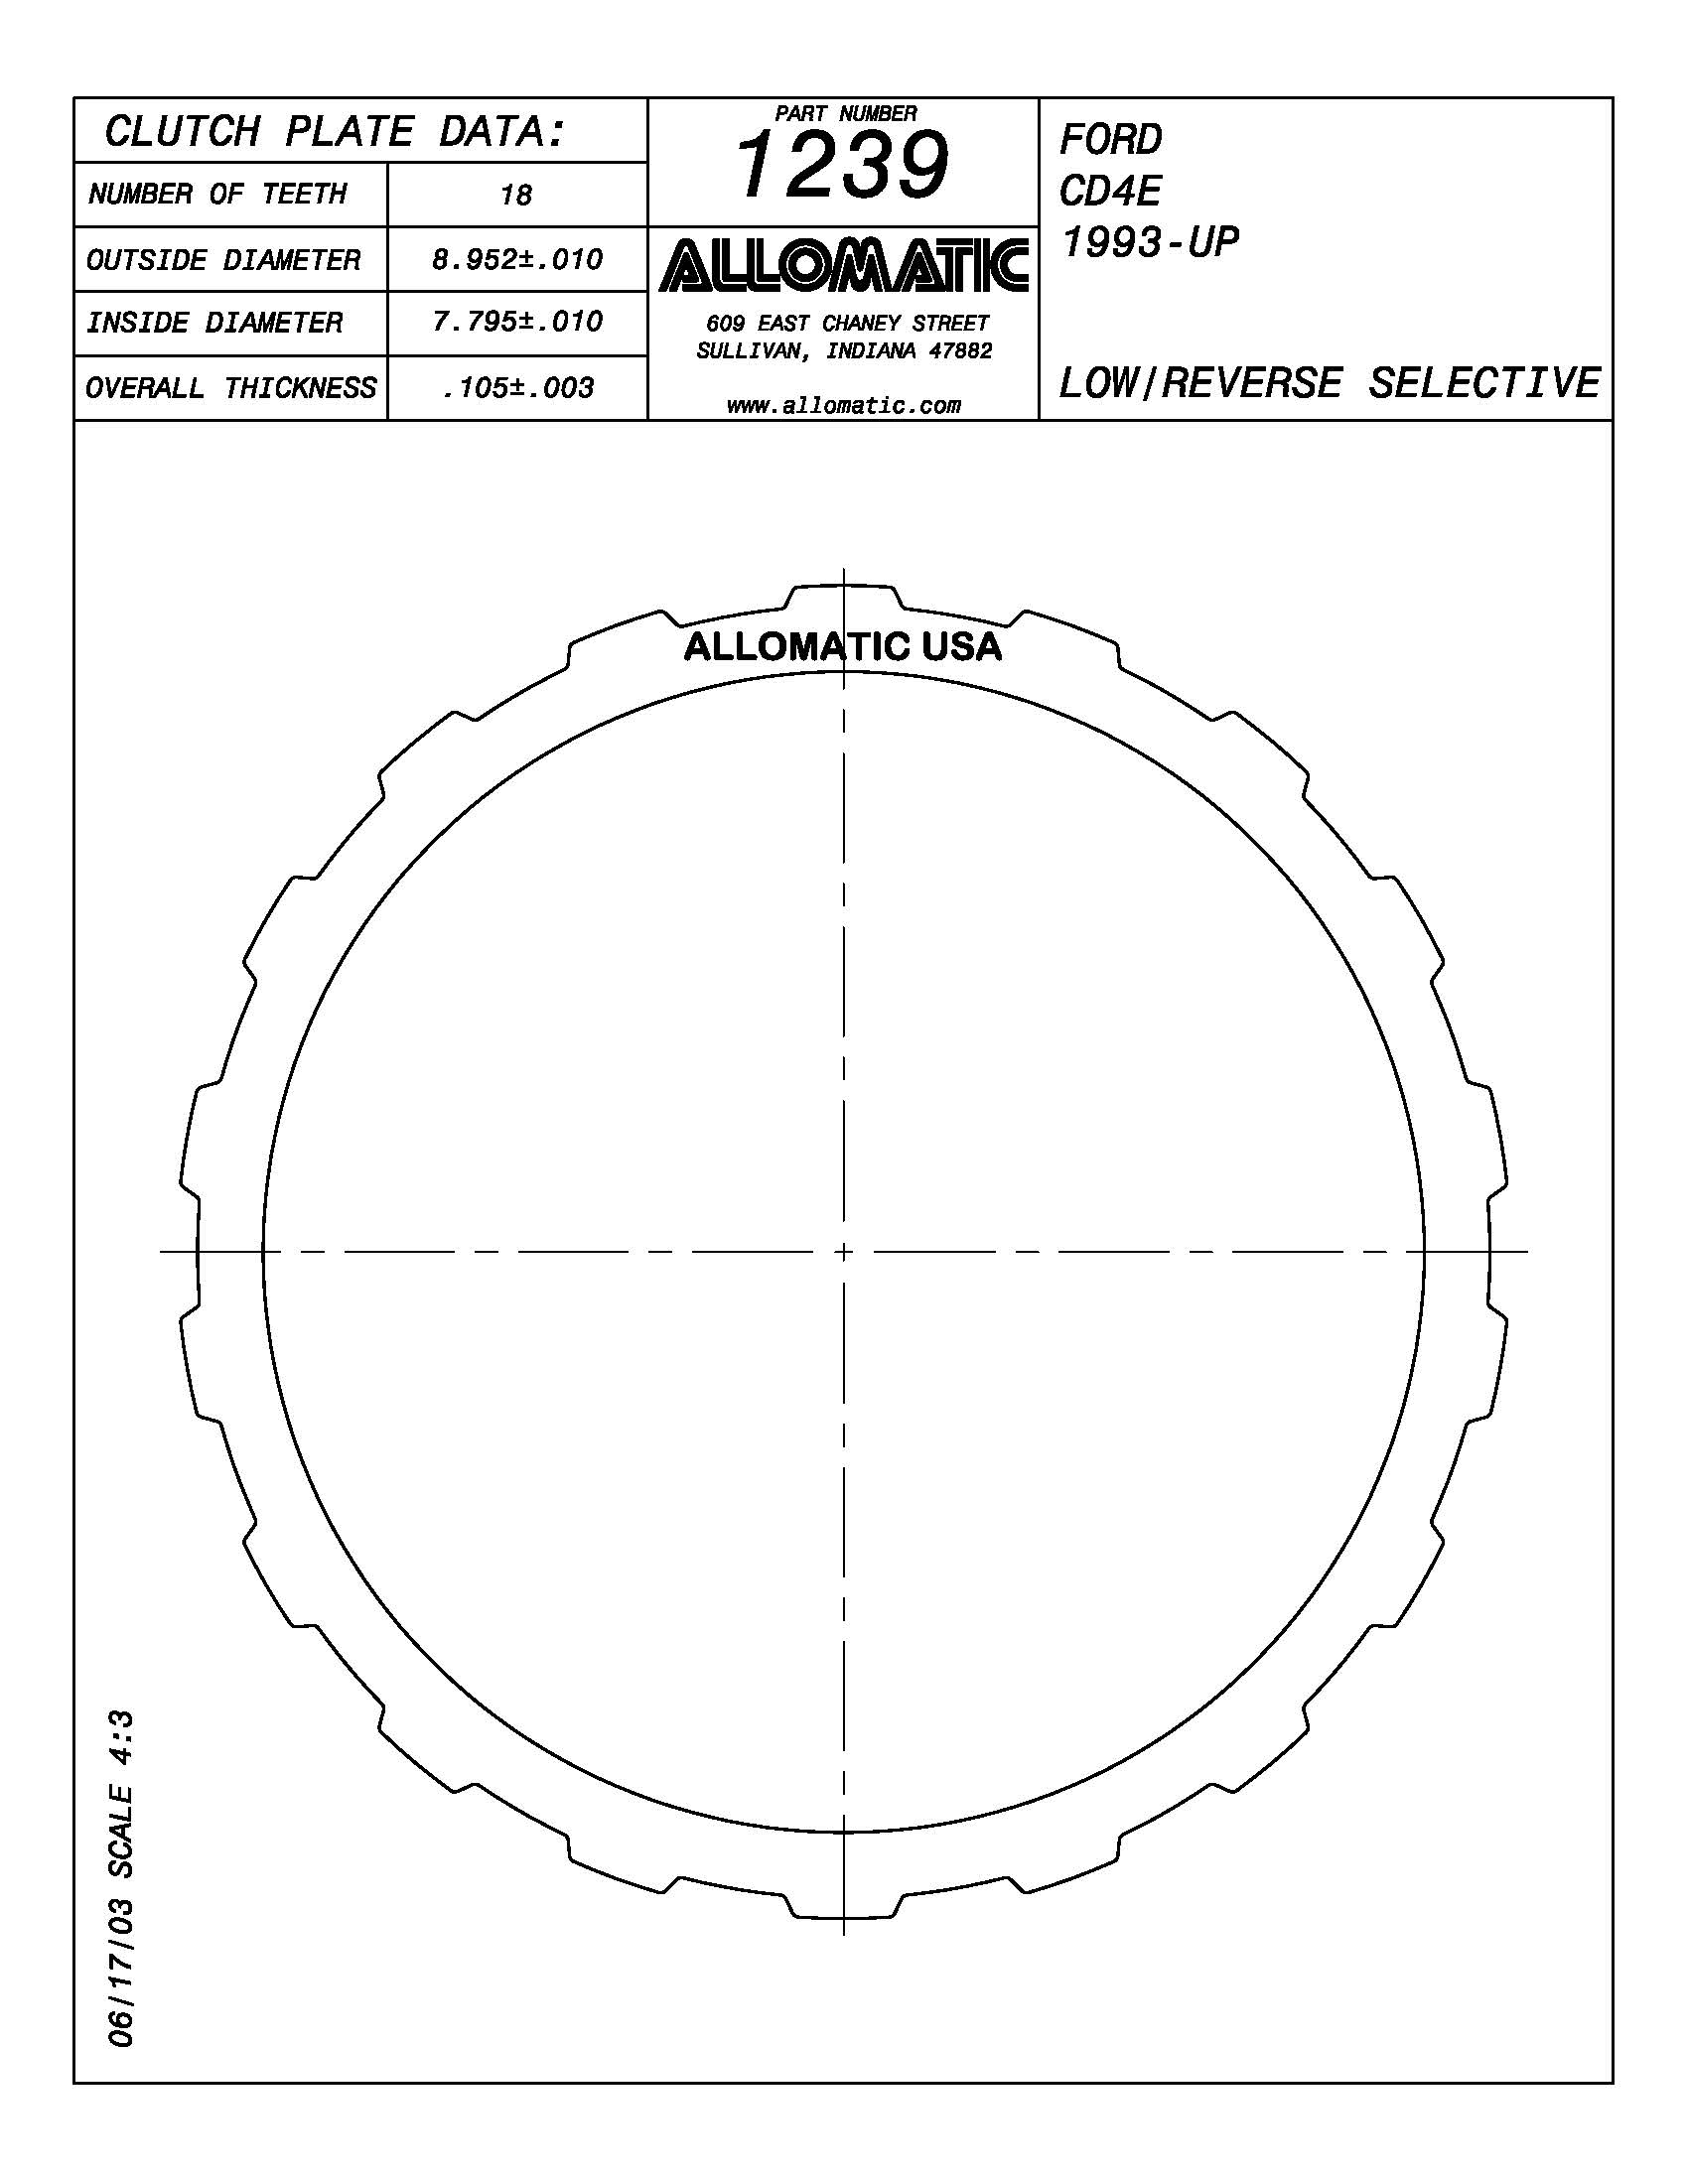 CLUTCH PLATE DATA:
NUMBER OF TEETH 18
OUTSIDE DIAMETER 8.952±.010
INSIDE DIAMETER 7.795±.010
OVERALL THICKNESS .105±.003
PART NUMBER
1239
ALLOMATIC
609 EAST CHANEY STREET
SULLIVAN, INDIANA 47882
www.allomatic.com
FORD
CD4E
1993-UP
LOW/REVERSE SELECTIVE
ALLOMATIC USA
06/17/03 SCALE 4:3